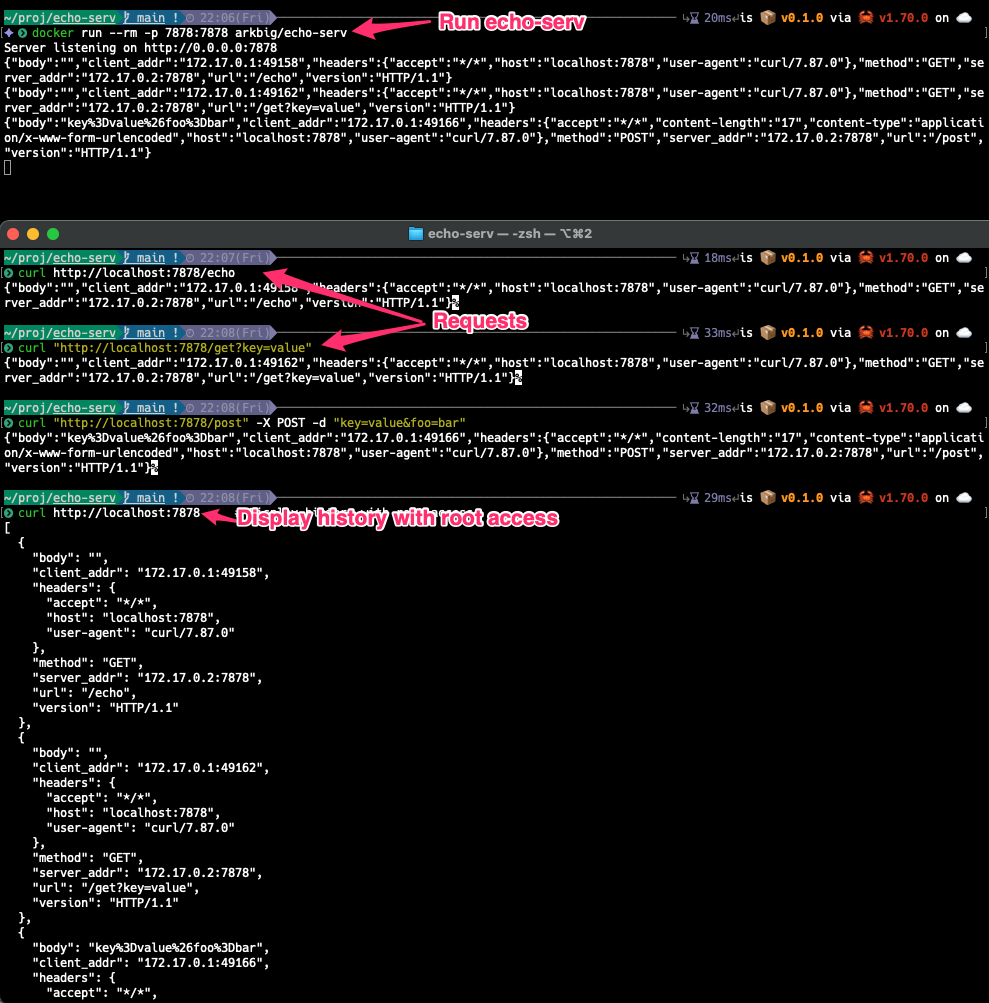 ~/proj/echo-serv main ! 22:06(Fri) 20ms is v0.1.0 via v1.70.0 on
docker run --rm -p 7878:7878 arkbig/echo-serv
Run echo-serv
Server listening on http://0.0.0.0:7878
{"body":"","client_addr":"172.17.0.1:49158","headers":{"accept":"*/*","host":"localhost:7878","user-agent":"curl/7.87.0"},"method":"GET","se
rver_addr":"172.17.0.2:7878","url":"/echo","version":"HTTP/1.1"}
{"body":"","client_addr":"172.17.0.1:49162","headers":{"accept":"*/*","host":"localhost:7878","user-agent":"curl/7.87.0"},"method":"GET","se
rver_addr":"172.17.0.2:7878","url":"/get?key=value","version":"HTTP/1.1"}
{"body":"key%3Dvalue%26foo%3Dbar","client_addr":"172.17.0.1:49166","headers":{"accept":"*/*","content-length":"17","content-type":"applicati
on/x-www-form-urlencoded","host":"localhost:7878","user-agent":"curl/7.87.0"},"method":"POST","server_addr":"172.17.0.2:7878","url":"/post",
"version":"HTTP/1.1"}
echo-serv — -zsh — ⌥⌘2
~/proj/echo-serv main ! 22:07(Fri) 18ms is v0.1.0 via v1.70.0 on
curl http://localhost:7878/echo
{"body":"","client_addr":"172.17.0.1:49158","headers":{"accept":"*/*","host":"localhost:7878","user-agent":"curl/7.87.0"},"method":"GET","se
rver_addr":"172.17.0.2:7878","url":"/echo","version":"HTTP/1.1"}%
Requests
~/proj/echo-serv main ! 22:08(Fri) 33ms is v0.1.0 via v1.70.0 on
curl "http://localhost:7878/get?key=value"
{"body":"","client_addr":"172.17.0.1:49162","headers":{"accept":"*/*","host":"localhost:7878","user-agent":"curl/7.87.0"},"method":"GET","se
rver_addr":"172.17.0.2:7878","url":"/get?key=value","version":"HTTP/1.1"}%
~/proj/echo-serv main ! 22:08(Fri) 32ms is v0.1.0 via v1.70.0 on
curl "http://localhost:7878/post" -X POST -d "key=value&foo=bar"
{"body":"key%3Dvalue%26foo%3Dbar","client_addr":"172.17.0.1:49166","headers":{"accept":"*/*","content-length":"17","content-type":"applicati
on/x-www-form-urlencoded","host":"localhost:7878","user-agent":"curl/7.87.0"},"method":"POST","server_addr":"172.17.0.2:7878","url":"/post",
"version":"HTTP/1.1"}%
~/proj/echo-serv main ! 22:08(Fri) 29ms is v0.1.0 via v1.70.0 on
curl http://localhost:7878
Display history with root access
[
{
"body": "",
"client_addr": "172.17.0.1:49158",
"headers": {
"accept": "*/*",
"host": "localhost:7878",
"user-agent": "curl/7.87.0"
},
"method": "GET",
"server_addr": "172.17.0.2:7878",
"url": "/echo",
"version": "HTTP/1.1"
},
{
"body": "",
"client_addr": "172.17.0.1:49162",
"headers": {
"accept": "*/*",
"host": "localhost:7878",
"user-agent": "curl/7.87.0"
},
"method": "GET",
"server_addr": "172.17.0.2:7878",
"url": "/get?key=value",
"version": "HTTP/1.1"
},
{
"body": "key%3Dvalue%26foo%3Dbar",
"client_addr": "172.17.0.1:49166",
"headers": {
"accept": "*/*",